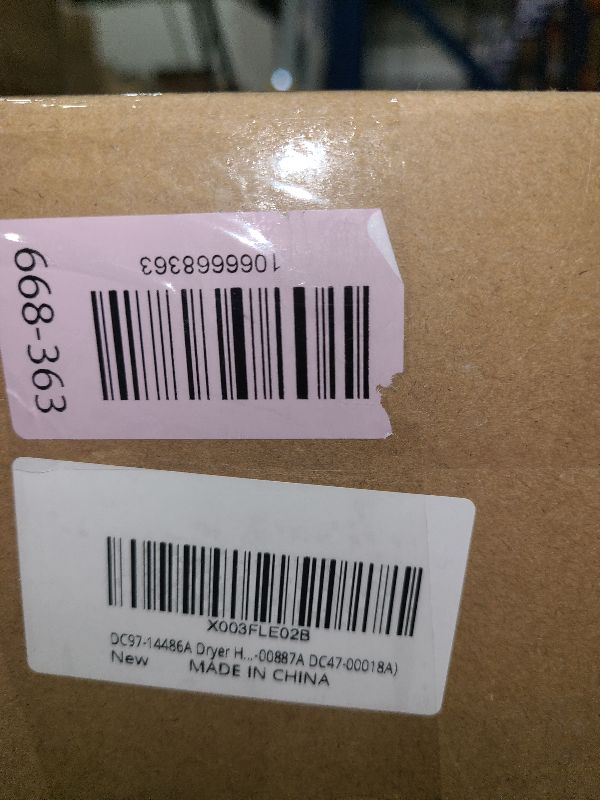 1066668363
668-363
X003FLE02B
DC97-14486A Dryer H...-00887A DC47-00018A)
New
MADE IN CHINA